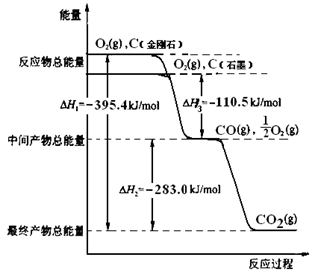 能量
O₂(g),C(金刚石)
反应物总能量
O₂(g),C(石墨)
ΔH₁=−395.4kJ/mol
ΔH₃=−110.5kJ/mol
中间产物总能量
CO(g), 1/2O₂(g)
ΔH₂=−283.0kJ/mol
CO₂(g)
最终产物总能量
反应过程